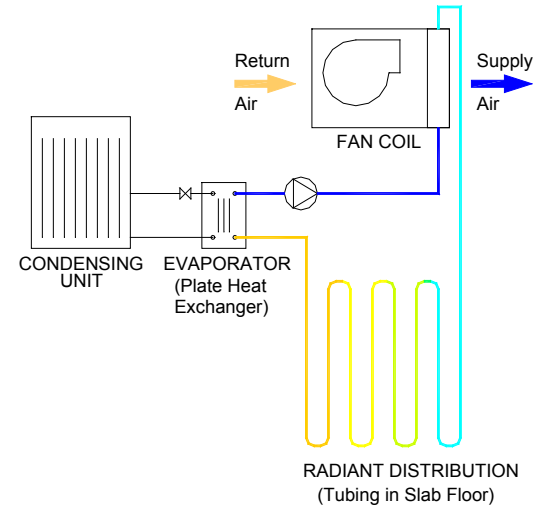 Return
Air
Supply
Air
FAN COIL
CONDENSING
UNIT
EVAPORATOR
(Plate Heat
Exchanger)
RADIANT DISTRIBUTION
(Tubing in Slab Floor)